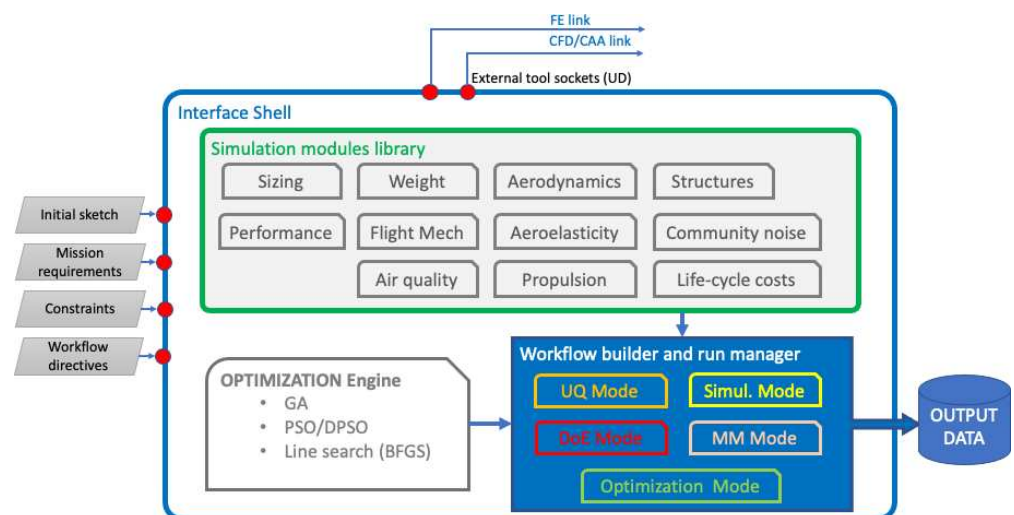 FE link
CFD/CAA link
External tool sockets (UD)
Interface Shell
Simulation modules library
Sizing
Weight
Aerodynamics
Structures
Performance
Flight Mech
Aeroelasticity
Community noise
Air quality
Propulsion
Life-cycle costs
Initial sketch
Mission
requirements
Constraints
Workflow
directives
OPTIMIZATION Engine
• GA
• PSO/DPSO
• Line search (BFGS)
Workflow builder and run manager
UQ Mode
Simul. Mode
DoE Mode
MM Mode
Optimization Mode
OUTPUT
DATA